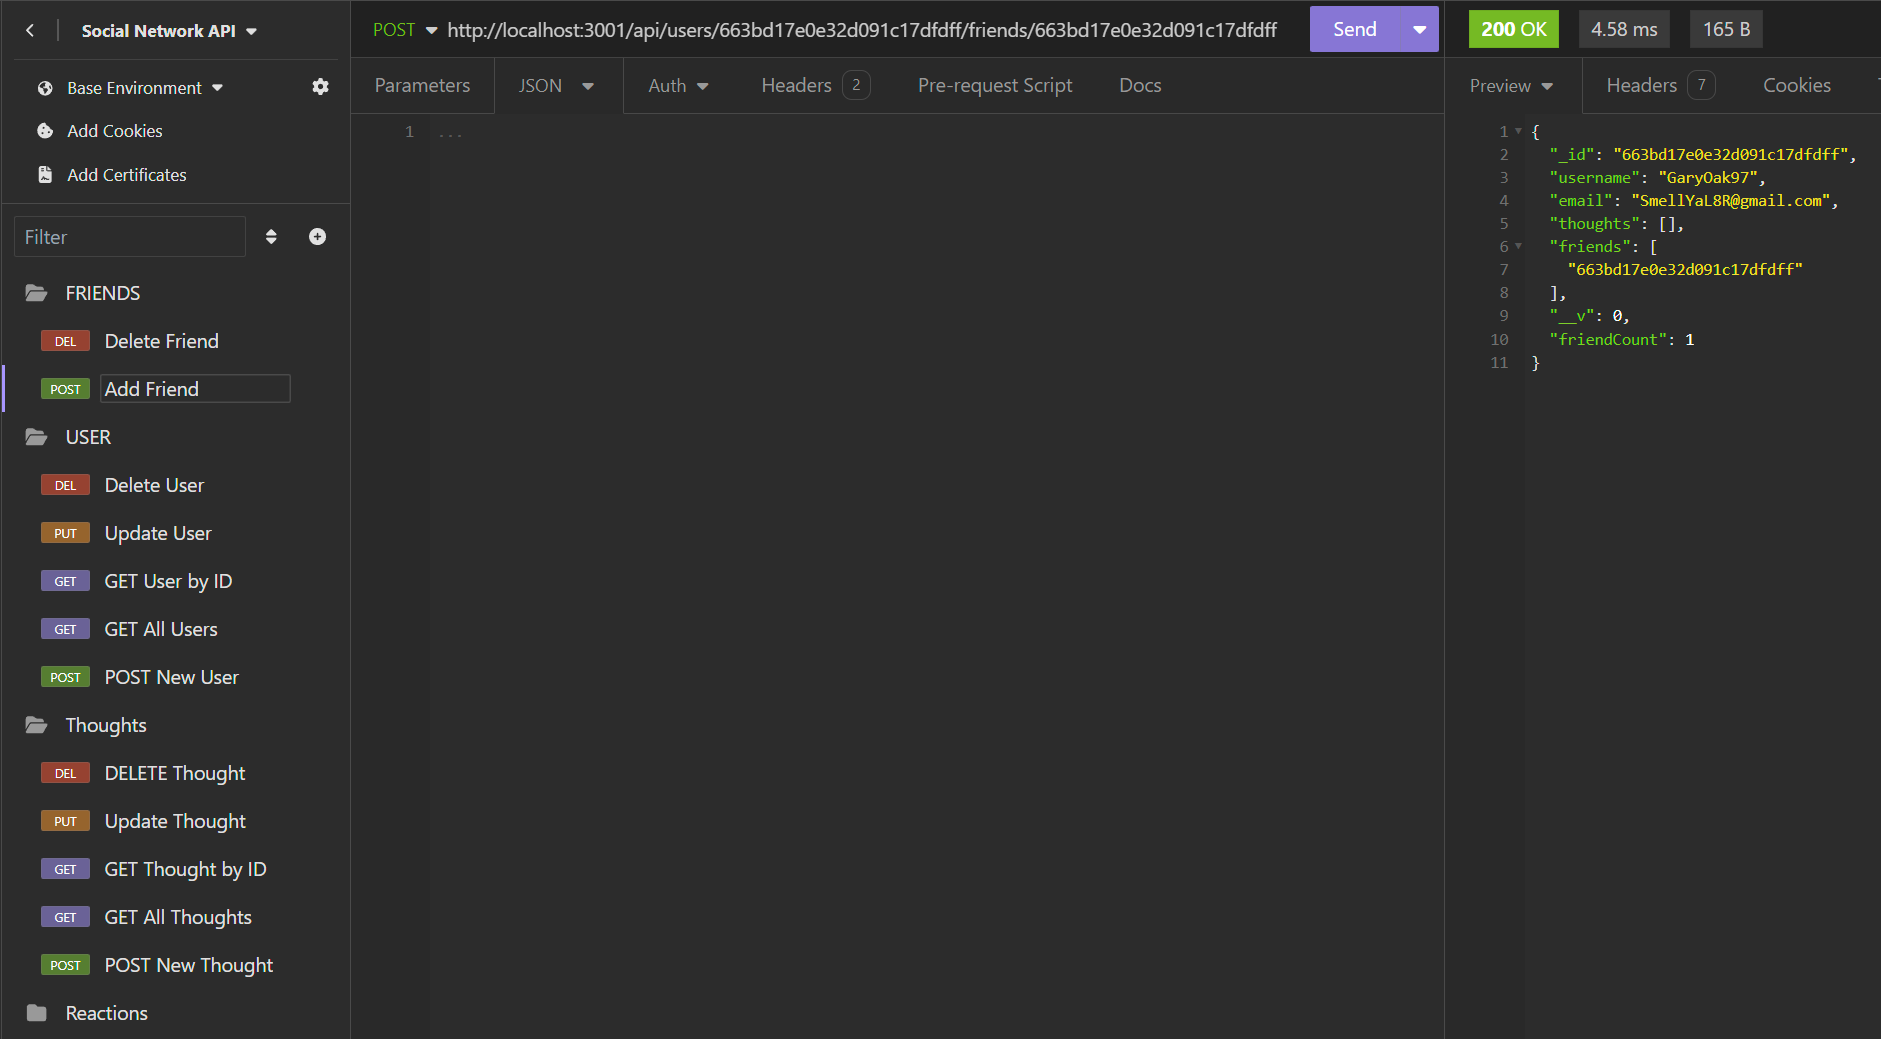 Social Network API
Base Environment
Add Cookies
Add Certificates
Filter
FRIENDS
DEL Delete Friend
POST Add Friend
USER
DEL Delete User
PUT Update User
GET GET User by ID
GET GET All Users
POST POST New User
Thoughts
DEL DELETE Thought
PUT Update Thought
GET GET Thought by ID
GET GET All Thoughts
POST POST New Thought
Reactions
POST http://localhost:3001/api/users/663bd17e0e32d091c17dfdff/friends/663bd17e0e32d091c17dfdff Send
Parameters JSON Auth Headers 2 Pre-request Script Docs
1 ...
200 OK 4.58 ms 165 B
Preview Headers 7 Cookies
1 {
2 "_id": "663bd17e0e32d091c17dfdff",
3 "username": "GaryOak97",
4 "email": "SmellYaL8R@gmail.com",
5 "thoughts": [],
6 "friends": [
7 "663bd17e0e32d091c17dfdff"
8 ],
9 "__v": 0,
10 "friendCount": 1
11 }